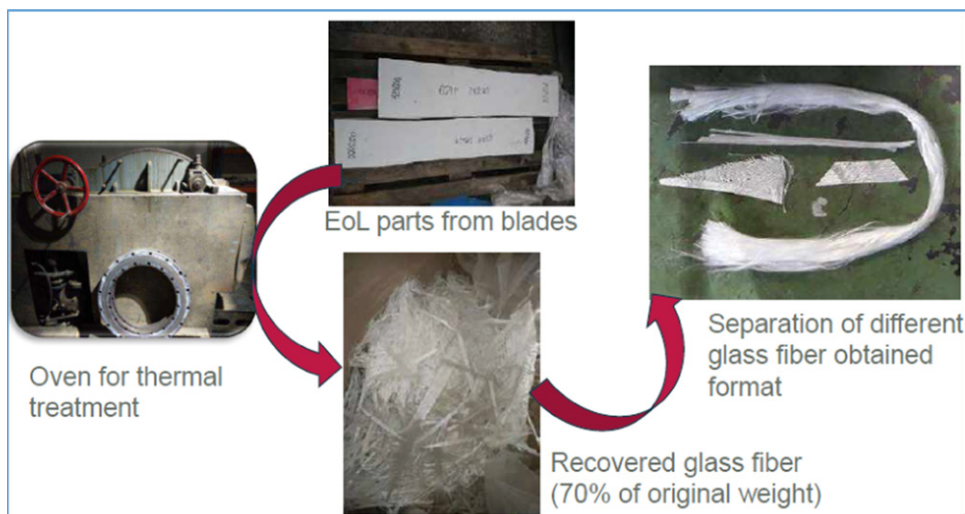 EoL parts from blades
Oven for thermal
treatment
Separation of different
glass fiber obtained
format
Recovered glass fiber
(70% of original weight)